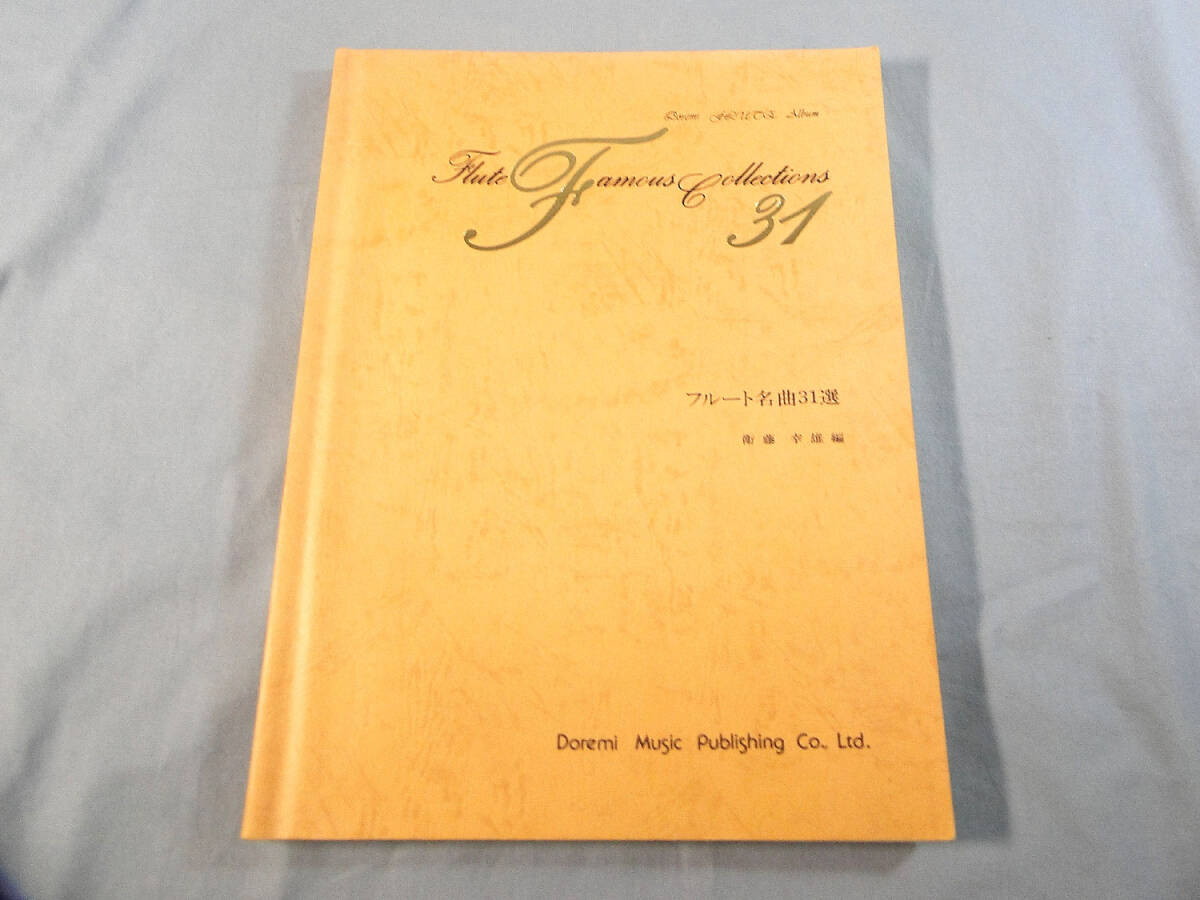 Doremi FLUTE Album
Flute Famous Collections
31
フルート名曲31選
衛藤 幸雄編
Doremi Music Publishing Co., Ltd.